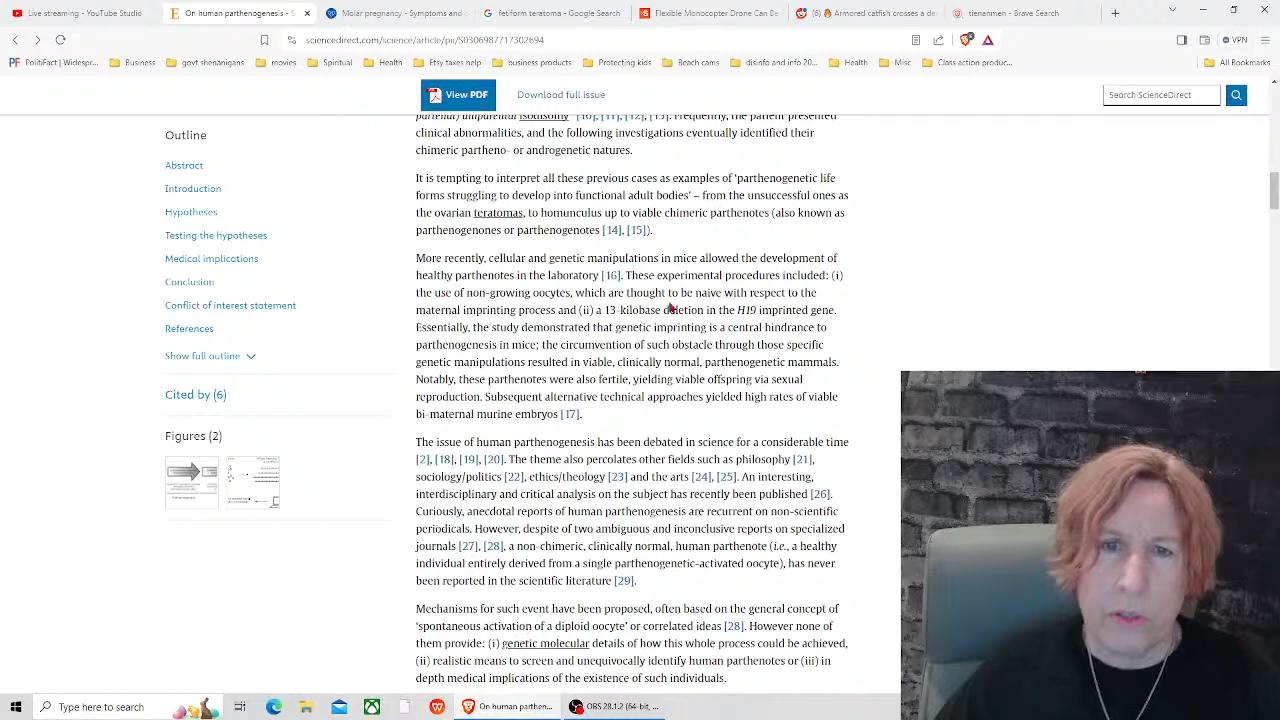 Live streaming - YouTube Studio
On human parthenogenesis - S
Molar pregnancy - Symptoms and
fetiform teratoma - Google Search
Flexible Monocopter Drone Can Be
(6) 🔥 Armored catfish crosses a de
tienanmen - Brave Search
sciencedirect.com/science/article/pii/S0306987717302694
VPN
PolitiFact | Widespr...
Business
govt shenanigans
movies
Spiritual
Health
Etsy taxes help
business products
Protecting kids
Beach cams
disinfo and info 20...
Health
Misc
Class action produc...
All Bookmarks
View PDF
Download full issue
Search ScienceDirect
Outline
Abstract
Introduction
Hypotheses
Testing the hypotheses
Medical implications
Conclusion
Conflict of interest statement
References
Show full outline
Cited by (6)
Figures (2)
clinical abnormalities, and the following investigations eventually identified their
chimeric partheno- or androgenetic natures.
It is tempting to interpret all these previous cases as examples of ‘parthenogenetic life
forms struggling to develop into functional adult bodies’ – from the unsuccessful ones as
the ovarian teratomas, to homunculus up to viable chimeric parthenotes (also known as
parthenogenones or parthenogenotes [14], [15]).
More recently, cellular and genetic manipulations in mice allowed the development of
healthy parthenotes in the laboratory [16]. These experimental procedures included: (i)
the use of non-growing oocytes, which are thought to be naive with respect to the
maternal imprinting process and (ii) a 13-kilobase deletion in the H19 imprinted gene.
Essentially, the study demonstrated that genetic imprinting is a central hindrance to
parthenogenesis in mice; the circumvention of such obstacle through those specific
genetic manipulations resulted in viable, clinically normal, parthenogenetic mammals.
Notably, these parthenotes were also fertile, yielding viable offspring via sexual
reproduction. Subsequent alternative technical approaches yielded high rates of viable
bi-maternal murine embryos [17].
The issue of human parthenogenesis has been debated in science for a considerable time
[2], [18], [19], [20]. The theme also percolates other fields such as philosophy [21],
sociology/politics [22], ethics/theology [23] and the arts [24], [25]. An interesting,
interdisciplinary and critical analysis on the subject has recently been published [26].
Curiously, anecdotal reports of human parthenogenesis are recurrent on non-scientific
periodicals. However, despite of two ambiguous and inconclusive reports on specialized
journals [27], [28], a non-chimeric, clinically normal, human parthenote (i.e., a healthy
individual entirely derived from a single parthenogenetic-activated oocyte), has never
been reported in the scientific literature [29].
Mechanisms for such event have been proposed, often based on the general concept of
‘spontaneous activation of a diploid oocyte’ or correlated ideas [28]. However none of
them provide: (i) genetic molecular details of how this whole process could be achieved,
(ii) realistic means to screen and unequivocally identify human parthenotes or (iii) in
depth medical implications of the existence of such individuals.
Type here to search
On human parthen...
OBS 28.1.2 (64-bit, ...